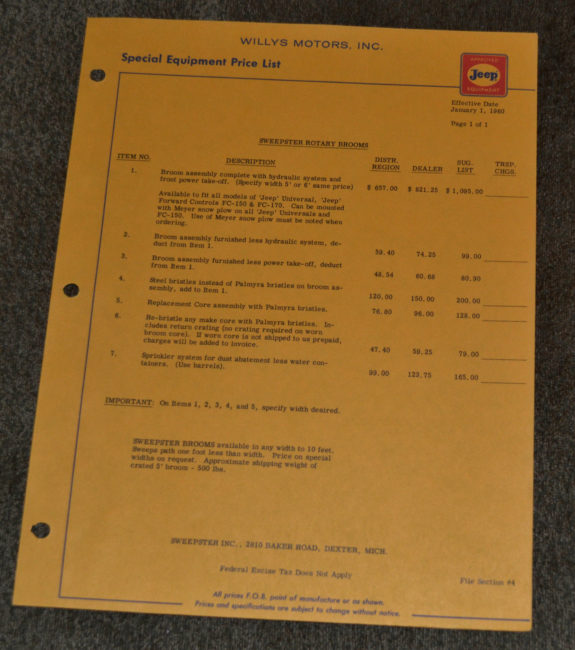 WILLYS MOTORS, INC.
Special Equipment Price List
APPROVED
Jeep
EQUIPMENT
Effective Date
January 1, 1960
Page 1 of 1
SWEEPSTER ROTARY BROOMS
ITEM NO. DESCRIPTION DISTR. REGION DEALER SUG. LIST TRSP. CHGS.
1. Broom assembly complete with hydraulic system and
front power take-off. (Specify width 5' or 6' same price) $ 657.00 $ 821.25 $ 1,095.00
Available to fit all models of 'Jeep' Universal, 'Jeep'
Forward Controls FC-150 & FC-170. Can be mounted
with Meyer snow plow on all 'Jeep' Universals and
FC-150. Use of Meyer snow plow must be noted when
ordering.
2. Broom assembly furnished less hydraulic system, de-
duct from Item 1. 59.40 74.25 99.00
3. Broom assembly furnished less power take-off, deduct
from Item 1. 48.54 60.68 80.90
4. Steel bristles instead of Palmyra bristles on broom as-
sembly, add to Item 1. 120.00 150.00 200.00
5. Replacement Core assembly with Palmyra bristles. 76.80 96.00 128.00
6. Re-bristle any make core with Palmyra bristles. In-
cludes return crating (no crating required on worn
broom core). If worn core is not shipped to us prepaid,
charges will be added to invoice. 47.40 59.25 79.00
7. Sprinkler system for dust abatement less water con-
tainers. (Use barrels). 99.00 123.75 165.00
IMPORTANT: On Items 1, 2, 3, 4, and 5, specify width desired.
SWEEPSTER BROOMS available in any width to 10 feet.
Sweeps path one foot less than width. Price on special
widths on request. Approximate shipping weight of
crated 5' broom - 500 lbs.
SWEEPSTER INC., 2810 BAKER ROAD, DEXTER, MICH.
Federal Excise Tax Does Not Apply
File Section #4
All prices F.O.B. point of manufacture or as shown.
Prices and specifications are subject to change without notice.